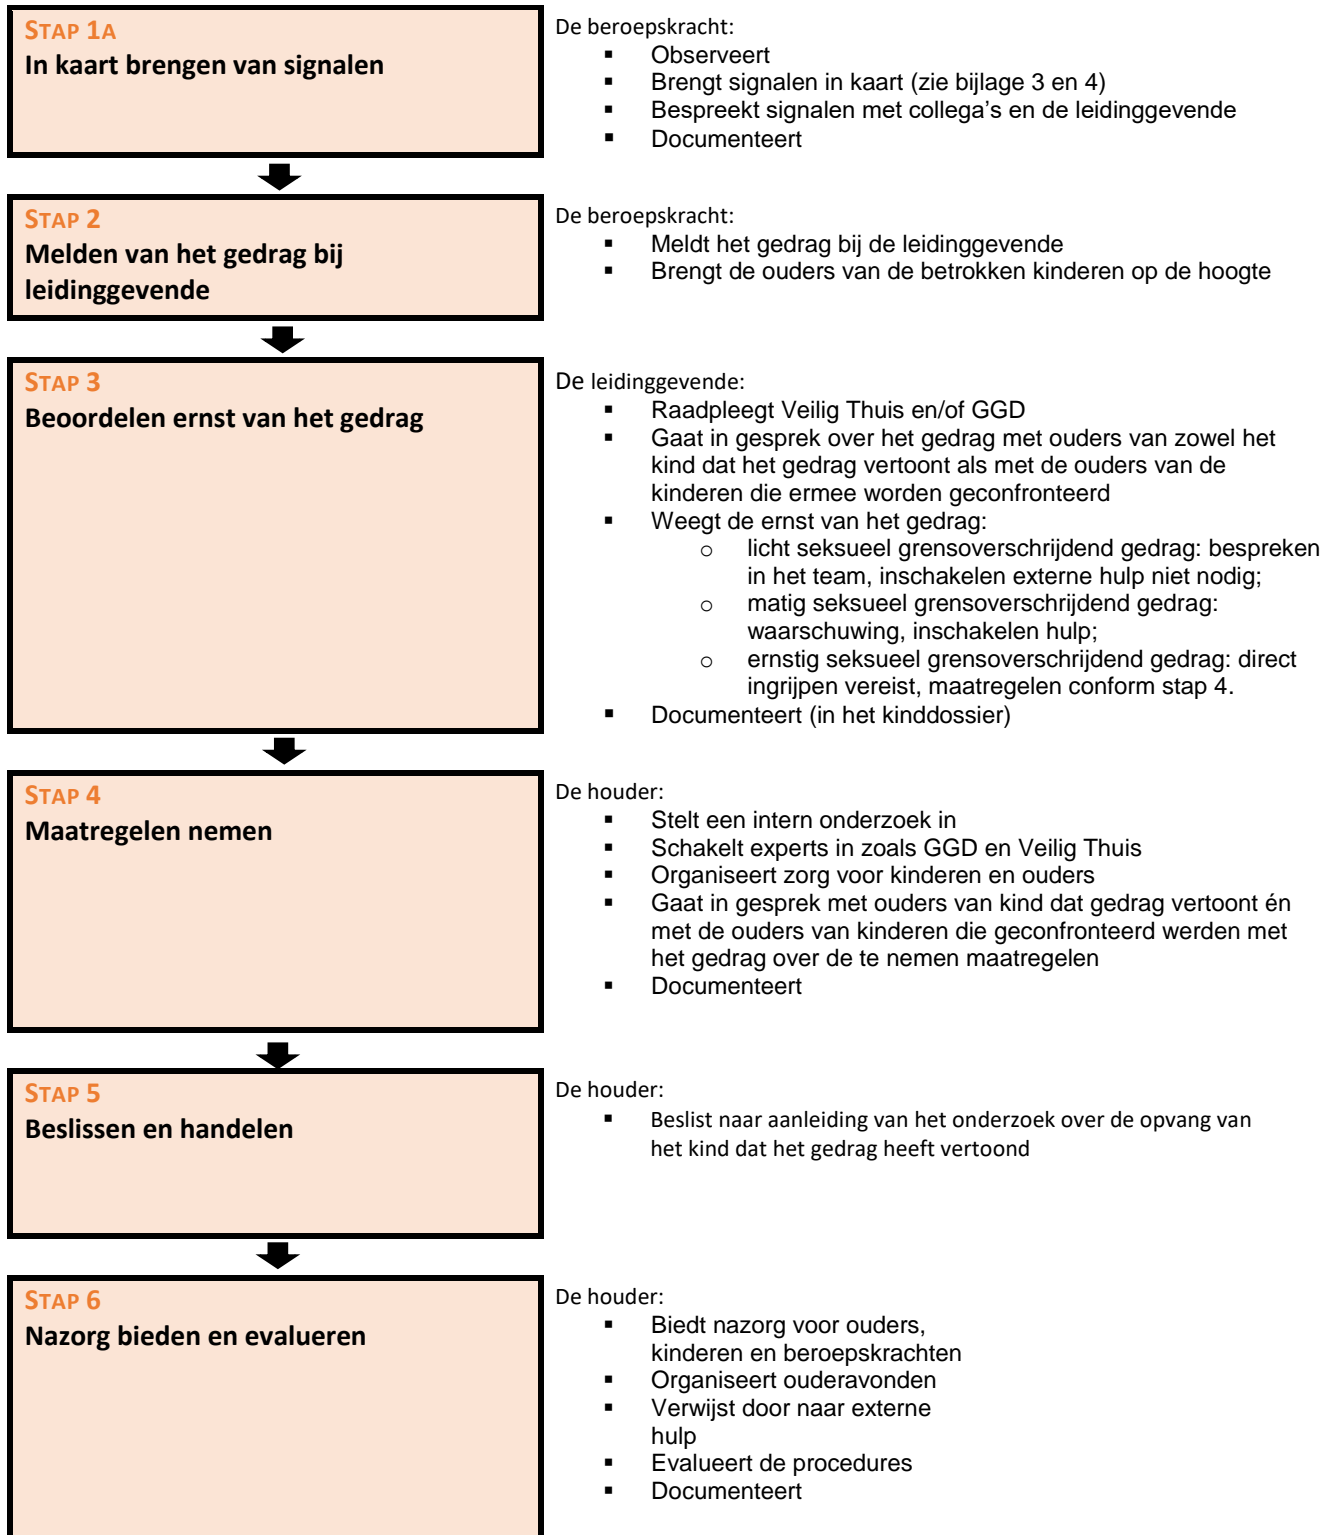 STAP 1A
In kaart brengen van signalen
De beroepskracht:
▪ Observeert
▪ Brengt signalen in kaart (zie bijlage 3 en 4)
▪ Bespreekt signalen met collega's en de leidinggevende
▪ Documenteert
STAP 2
Melden van het gedrag bij
leidinggevende
De beroepskracht:
▪ Meldt het gedrag bij de leidinggevende
▪ Brengt de ouders van de betrokken kinderen op de hoogte
STAP 3
Beoordelen ernst van het gedrag
De leidinggevende:
▪ Raadpleegt Veilig Thuis en/of GGD
▪ Gaat in gesprek over het gedrag met ouders van zowel het
kind dat het gedrag vertoont als met de ouders van de
kinderen die ermee worden geconfronteerd
▪ Weegt de ernst van het gedrag:
o licht seksueel grensoverschrijdend gedrag: bespreken
in het team, inschakelen externe hulp niet nodig;
o matig seksueel grensoverschrijdend gedrag:
waarschuwing, inschakelen hulp;
o ernstig seksueel grensoverschrijdend gedrag: direct
ingrijpen vereist, maatregelen conform stap 4.
▪ Documenteert (in het kinddossier)
STAP 4
Maatregelen nemen
De houder:
▪ Stelt een intern onderzoek in
▪ Schakelt experts in zoals GGD en Veilig Thuis
▪ Organiseert zorg voor kinderen en ouders
▪ Gaat in gesprek met ouders van kind dat gedrag vertoont én
met de ouders van kinderen die geconfronteerd werden met
het gedrag over de te nemen maatregelen
▪ Documenteert
STAP 5
Beslissen en handelen
De houder:
▪ Beslist naar aanleiding van het onderzoek over de opvang van
het kind dat het gedrag heeft vertoond
STAP 6
Nazorg bieden en evalueren
De houder:
▪ Biedt nazorg voor ouders,
kinderen en beroepskrachten
▪ Organiseert ouderavonden
▪ Verwijst door naar externe
hulp
▪ Evalueert de procedures
▪ Documenteert